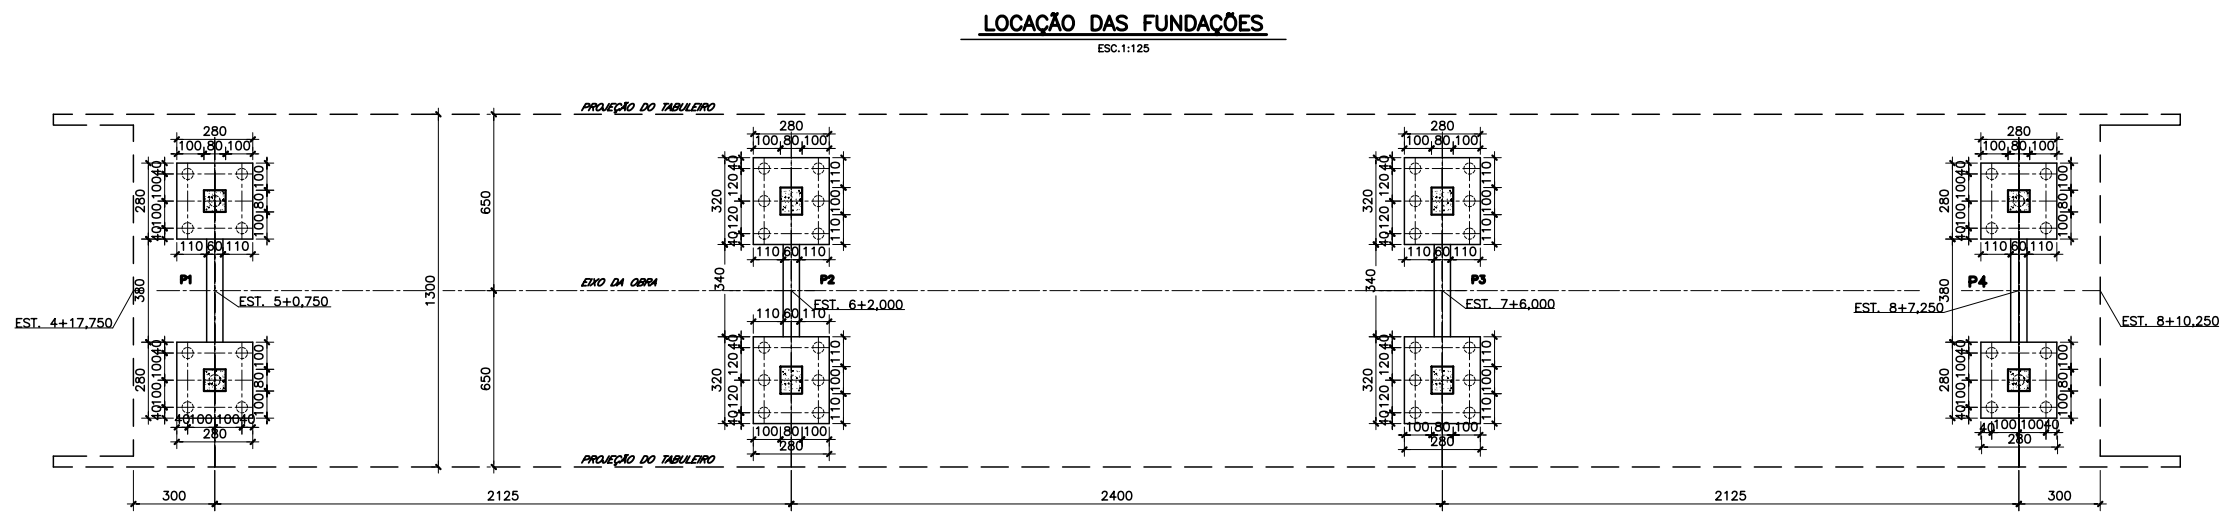 LOCAÇÃO DAS FUNDAÇÕES
ESC.1:125
PROJEÇÃO DO TABULEIRO
280 280 280 280
100 80 100 100 80 100 100 80 100 100 80 100
280 40 100 100 40 100 80 100
320 40 120 120 40 110 100 110
320 40 120 120 40 110 100 110
280 40 100 100 40 100 80 100
650
110 60 110 110 60 110 110 60 110 110 60 110
P1 P2 P3 P4
380 1300 340 340 380
EIXO DA OBRA
EST. 4+17,750
EST. 5+0,750
EST. 6+2,000
EST. 7+6,000
EST. 8+7,250
EST. 8+10,250
110 60 110
280 40 100 100 40 100 80 100
650
320 40 120 120 40 110 100 110
320 40 120 120 40 110 100 110
280 40 100 100 40 100 80 100
40 100 100 40 100 80 100 100 80 100 40 100 100 40
280 280 280 280
PROJEÇÃO DO TABULEIRO
300 2125 2400 2125 300